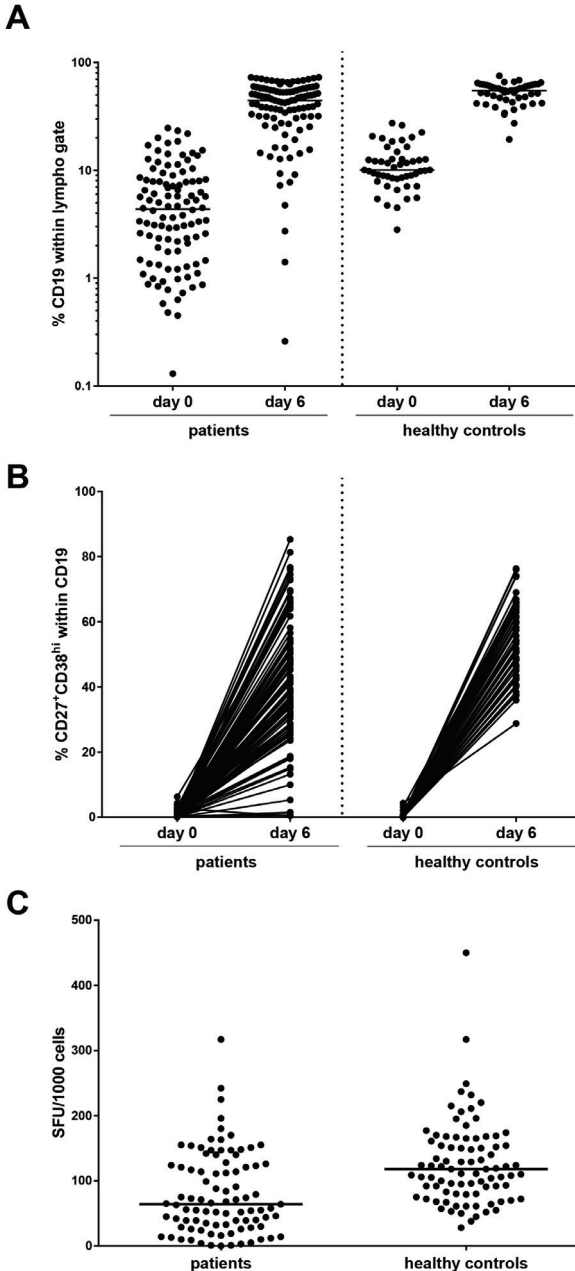 A
% CD19 within lympho gate
100
10
1
0.1
day 0
day 6
day 0
day 6
patients
healthy controls
B
% CD27+CD38hi within CD19
100
80
60
40
20
0
day 0
day 6
day 0
day 6
patients
healthy controls
C
SFU/1000 cells
500
400
300
200
100
0
patients
healthy controls